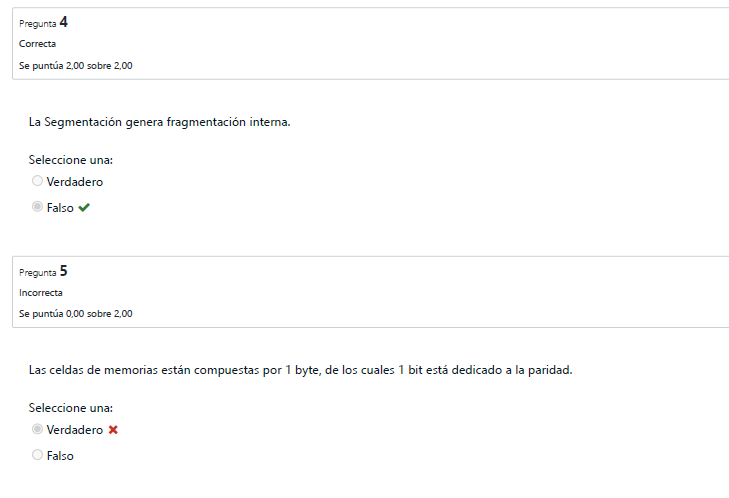 Pregunta 4
Correcta
Se puntúa 2,00 sobre 2,00
La Segmentación genera fragmentación interna.
Seleccione una:
Verdadero
Falso
Pregunta 5
Incorrecta
Se puntúa 0,00 sobre 2,00
Las celdas de memorias están compuestas por 1 byte, de los cuales 1 bit está dedicado a la paridad.
Seleccione una:
Verdadero
Falso